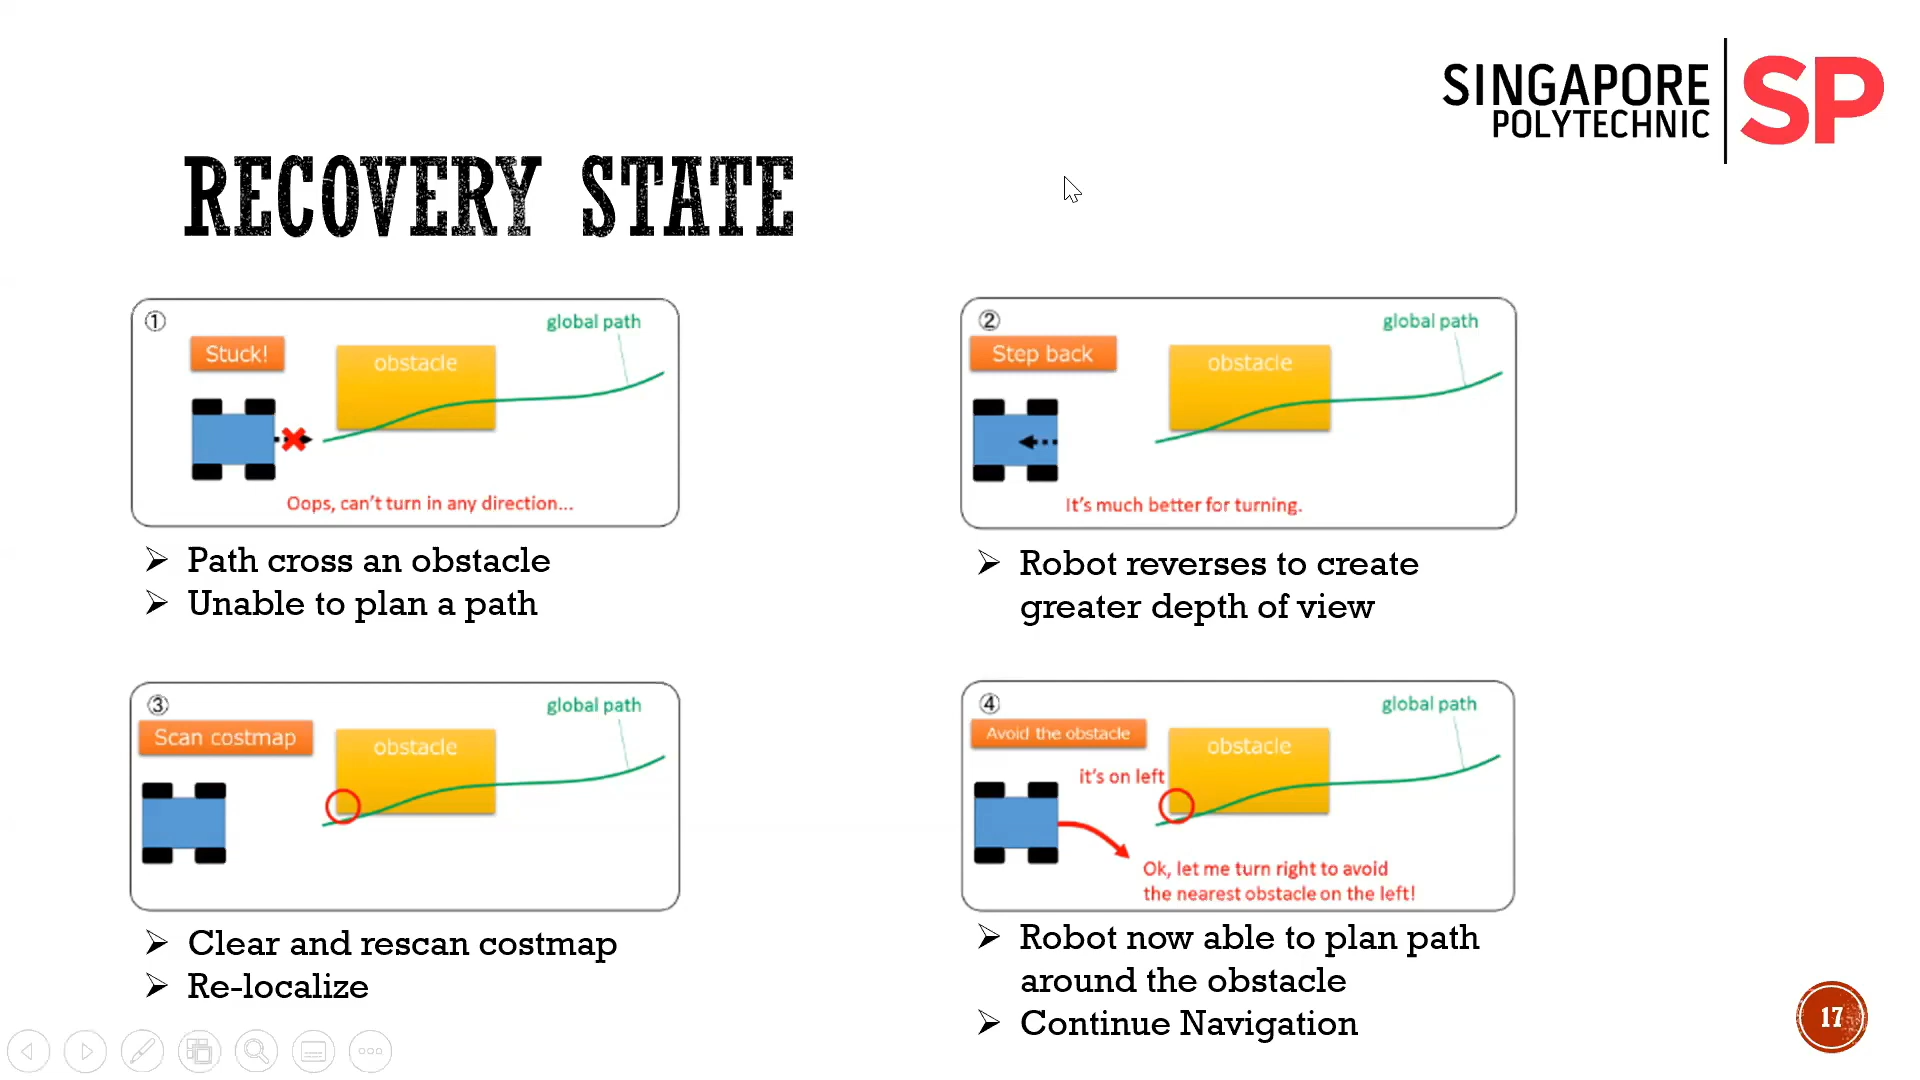 SINGAPORE
POLYTECHNIC
SP
RECOVERY STATE
①
global path
Stuck!
obstacle
Oops, can't turn in any direction...
➢ Path cross an obstacle
➢ Unable to plan a path
②
global path
Step back
obstacle
It's much better for turning.
➢ Robot reverses to create
greater depth of view
③
global path
Scan costmap
obstacle
➢ Clear and rescan costmap
➢ Re-localize
④
global path
Avoid the obstacle
obstacle
it's on left
Ok, let me turn right to avoid
the nearest obstacle on the left!
➢ Robot now able to plan path
around the obstacle
➢ Continue Navigation
17